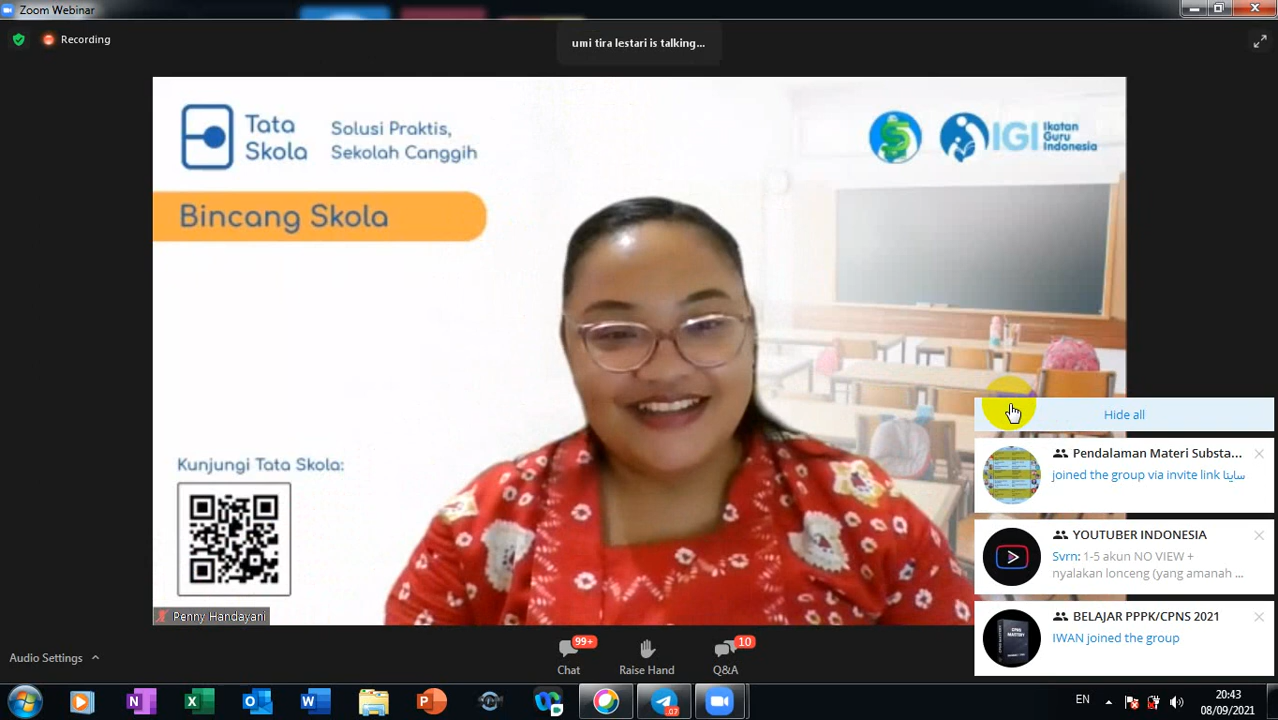 Zoom Webinar
Recording
umi tira lestari is talking...
Tata
Skola
Solusi Praktis,
Sekolah Canggih
IGI
Ikatan
Guru
Indonesia
Bincang Skola
Kunjungi Tata Skola:
Penny Handayani
Hide all
Pendalaman Materi Substa...
joined the group via invite link ساينا
YOUTUBER INDONESIA
Svrn: 1-5 akun NO VIEW +
nyalakan lonceng (yang amanah ...
BELAJAR PPPK/CPNS 2021
IWAN joined the group
Audio Settings
99+
Chat
Raise Hand
10
Q&A
EN
20:43
08/09/2021